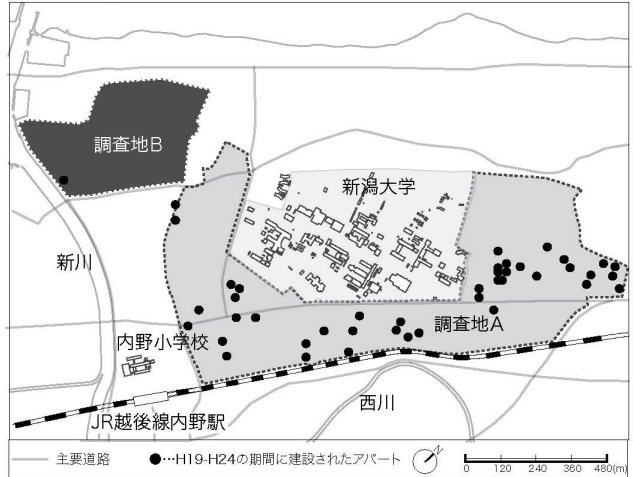 調査地B
新潟大学
新川
内野小学校
調査地A
JR越後線内野駅
西川
主要道路
●…H19-H24の期間に建設されたアパート
N
0 120 240 360 480(m)